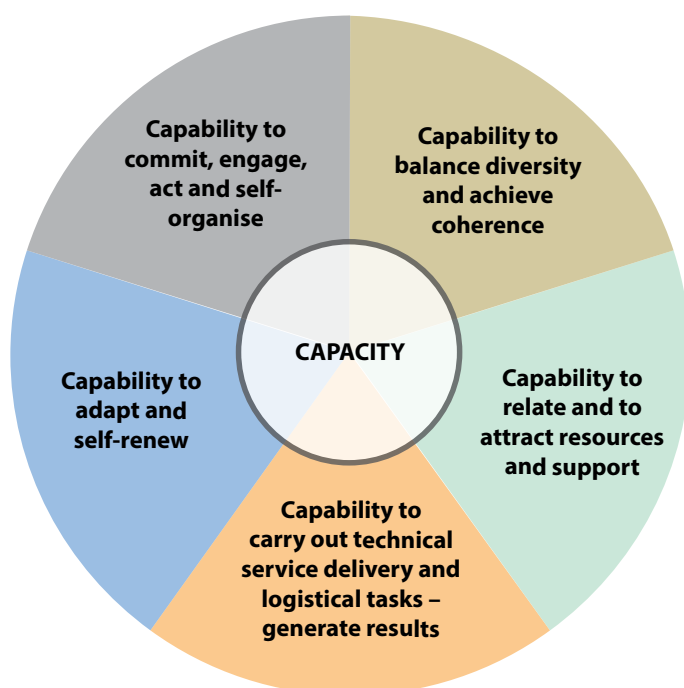 Capability to
commit, engage,
act and self-
organise
Capability to
balance diversity
and achieve
coherence
CAPACITY
Capability to
adapt and
self-renew
Capability to
relate and to
attract resources
and support
Capability to
carry out technical
service delivery and
logistical tasks –
generate results